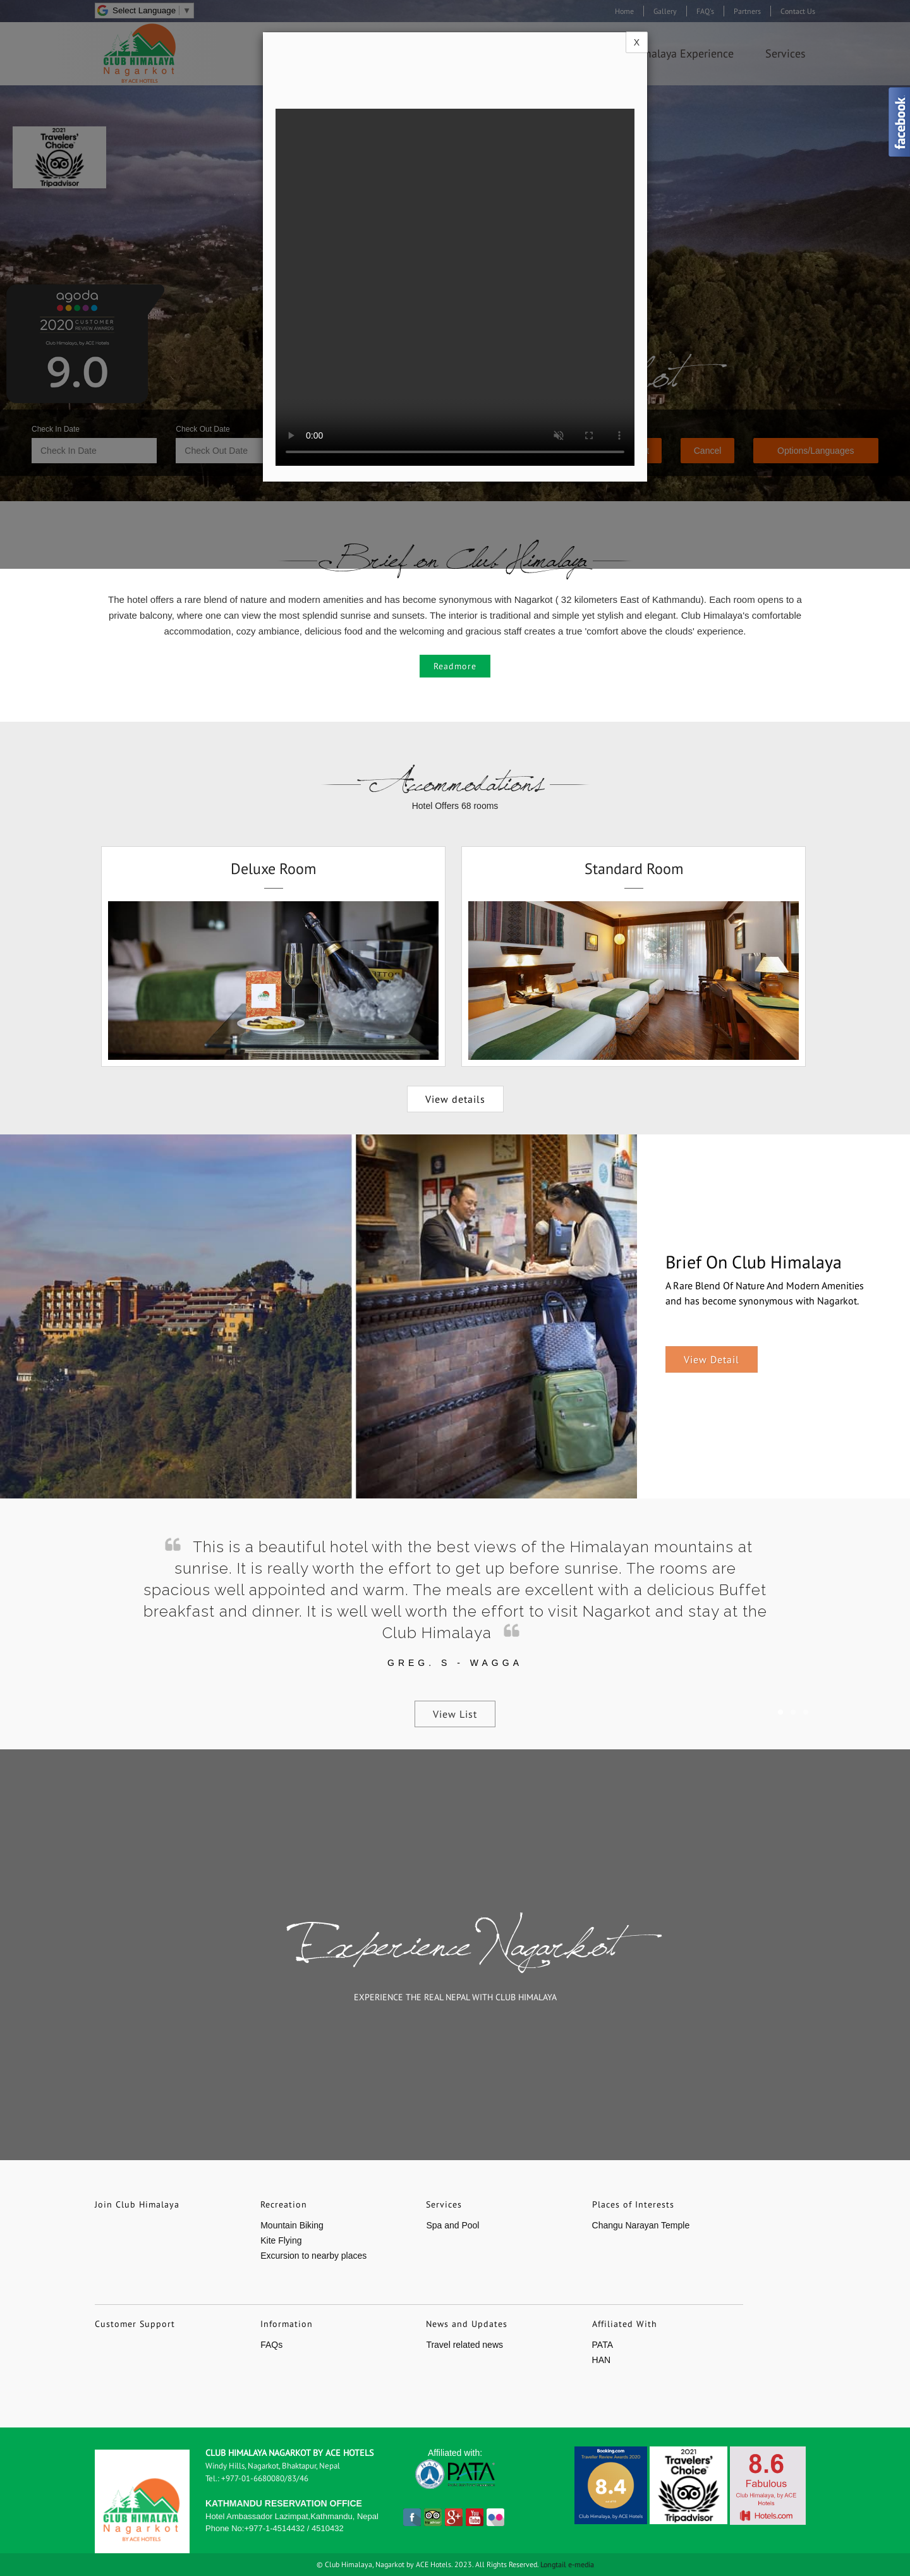 Select Language ▼
Home
Gallery
FAQ's
Partners
Contact Us
CLUB HIMALAYA
Nagarkot
BY ACE HOTELS
Experience
Services
X
facebook
2021
Travelers'
Choice
Tripadvisor
agoda
2020 CUSTOMER REVIEW AWARDS
Club Himalaya, by ACE Hotels
9.0
0:00
Check In Date
Check Out Date
Check In Date
Check Out Date
Cancel
Options/Languages
Brief on Club Himalaya
The hotel offers a rare blend of nature and modern amenities and has become synonymous with Nagarkot ( 32 kilometers East of Kathmandu). Each room opens to a
private balcony, where one can view the most splendid sunrise and sunsets. The interior is traditional and simple yet stylish and elegant. Club Himalaya's comfortable
accommodation, cozy ambiance, delicious food and the welcoming and gracious staff creates a true 'comfort above the clouds' experience.
Readmore
Accommodations
Hotel Offers 68 rooms
Deluxe Room
Standard Room
View details
Brief On Club Himalaya
A Rare Blend Of Nature And Modern Amenities
and has become synonymous with Nagarkot.
View Detail
This is a beautiful hotel with the best views of the Himalayan mountains at
sunrise. It is really worth the effort to get up before sunrise. The rooms are
spacious well appointed and warm. The meals are excellent with a delicious Buffet
breakfast and dinner. It is well well worth the effort to visit Nagarkot and stay at the
Club Himalaya
GREG. S - WAGGA
View List
Experience Nagarkot
EXPERIENCE THE REAL NEPAL WITH CLUB HIMALAYA
Join Club Himalaya
Recreation
Mountain Biking
Kite Flying
Excursion to nearby places
Services
Spa and Pool
Places of Interests
Changu Narayan Temple
Customer Support
Information
FAQs
News and Updates
Travel related news
Affiliated With
PATA
HAN
CLUB HIMALAYA
Nagarkot
BY ACE HOTELS
CLUB HIMALAYA NAGARKOT BY ACE HOTELS
Windy Hills, Nagarkot, Bhaktapur, Nepal
Tel.: +977-01-6680080/83/46
KATHMANDU RESERVATION OFFICE
Hotel Ambassador Lazimpat,Kathmandu, Nepal
Phone No:+977-1-4514432 / 4510432
Affiliated with:
PATA
You Tube
Booking.com
Traveller Review Awards 2020
8.4
Club Himalaya, by ACE Hotels
2021
Travelers'
Choice
Tripadvisor
8.6
Fabulous
Club Himalaya, by ACE
Hotels
Hotels.com
© Club Himalaya, Nagarkot by ACE Hotels. 2023. All Rights Reserved. Longtail e-media